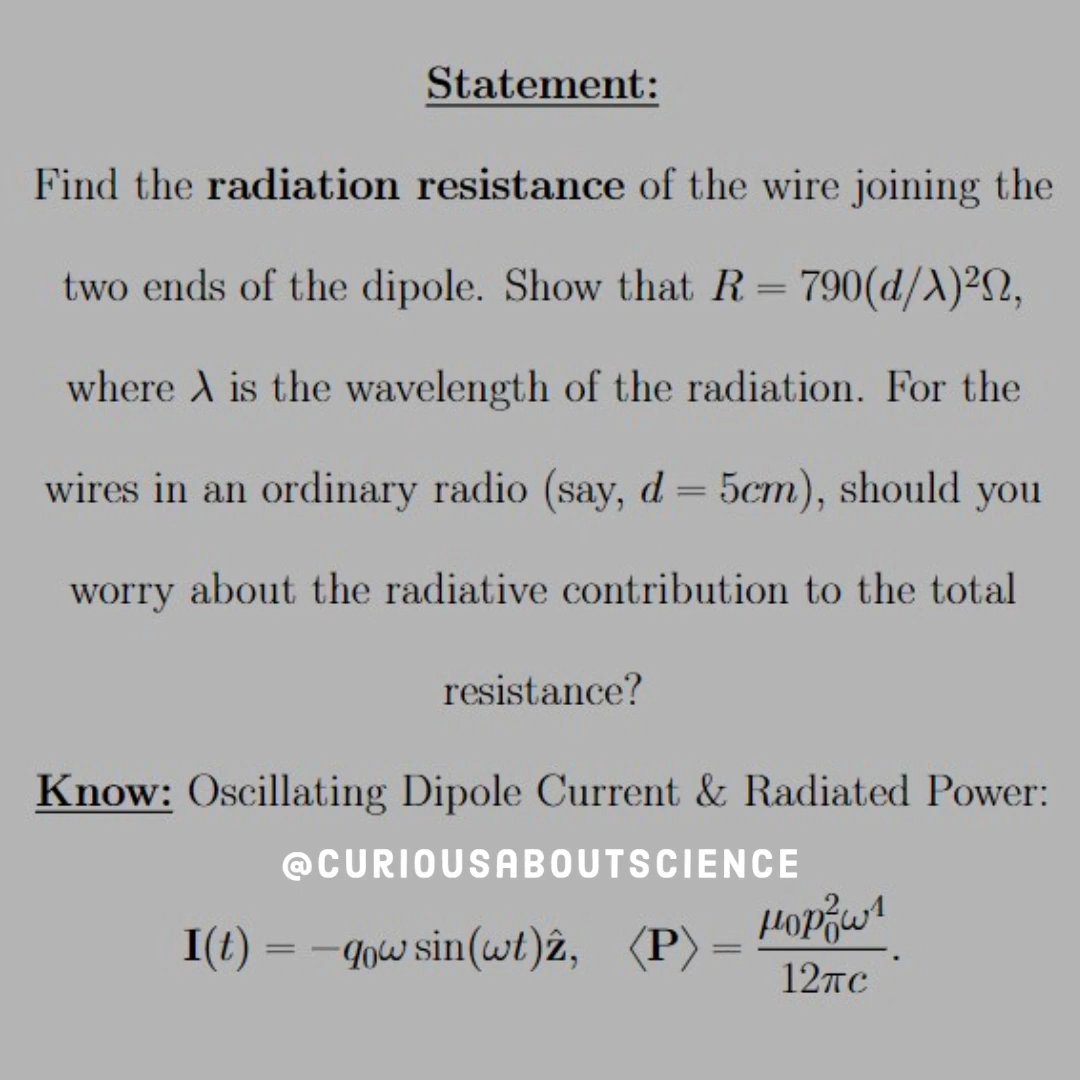 Statement:
Find the radiation resistance of the wire joining the
two ends of the dipole. Show that R = 790(d/λ)²Ω,
where λ is the wavelength of the radiation. For the
wires in an ordinary radio (say, d = 5cm), should you
worry about the radiative contribution to the total
resistance?
Know: Oscillating Dipole Current & Radiated Power:
@CURIOUSABOUTSCIENCE
I(t) = −q₀ω sin(ωt)ẑ, ⟨P⟩ = μ₀p₀²ω⁴ / 12πc.